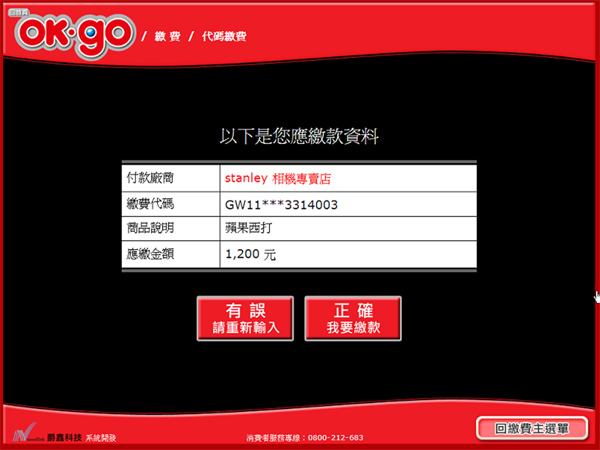 回首頁
OK·go / 繳 費 / 代碼繳費
以下是您應繳款資料
付款廠商 stanley 相機專賣店
繳費代碼 GW11***3314003
商品說明 蘋果西打
應繳金額 1,200 元
有 誤 正 確
請重新輸入 我要繳款
爵鑫科技 系統開發 消費者服務專線：0800-212-683 回繳費主選單